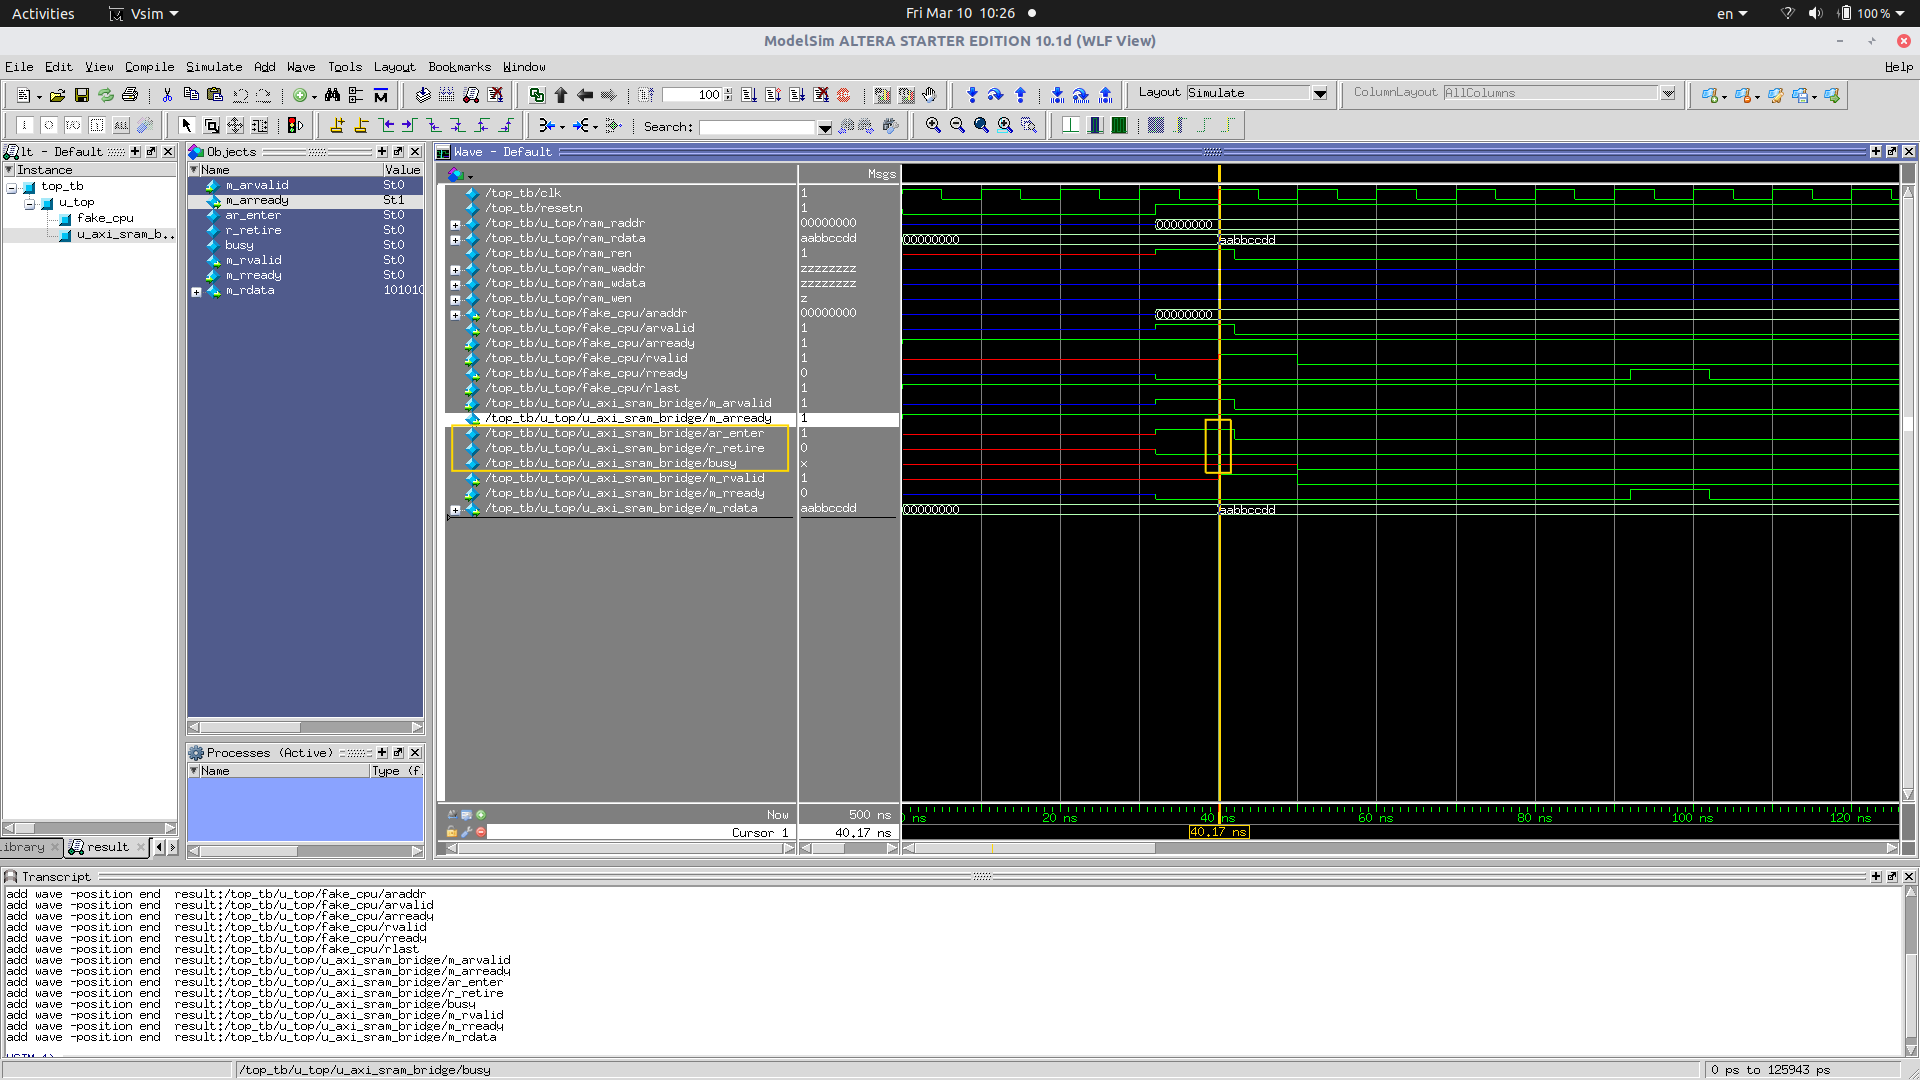 Activities
Vsim
Fri Mar 10 10:26
en
100 %
ModelSim ALTERA STARTER EDITION 10.1d (WLF View)
File Edit View Compile Simulate Add Wave Tools Layout Bookmarks Window
Help
100
Layout Simulate
ColumnLayout AllColumns
Search:
lt - Default
Instance
top_tb
u_top
fake_cpu
u_axi_sram_b..
Objects
Name Value
m_arvalid St0
m_arready St1
ar_enter St0
r_retire St0
busy St0
m_rvalid St0
m_rready St0
m_rdata 101010
Processes (Active)
Name Type (f.
ibrary
result
Wave - Default
Msgs
/top_tb/clk 1
/top_tb/resetn 1
/top_tb/u_top/ram_raddr 00000000 00000000
/top_tb/u_top/ram_rdata aabbccdd 00000000 aabbccdd
/top_tb/u_top/ram_ren 1
/top_tb/u_top/ram_waddr zzzzzzzz
/top_tb/u_top/ram_wdata zzzzzzzz
/top_tb/u_top/ram_wen z
/top_tb/u_top/fake_cpu/araddr 00000000 00000000
/top_tb/u_top/fake_cpu/arvalid 1
/top_tb/u_top/fake_cpu/arready 1
/top_tb/u_top/fake_cpu/rvalid 1
/top_tb/u_top/fake_cpu/rready 0
/top_tb/u_top/fake_cpu/rlast 1
/top_tb/u_top/u_axi_sram_bridge/m_arvalid 1
/top_tb/u_top/u_axi_sram_bridge/m_arready 1
/top_tb/u_top/u_axi_sram_bridge/ar_enter 1
/top_tb/u_top/u_axi_sram_bridge/r_retire 0
/top_tb/u_top/u_axi_sram_bridge/busy x
/top_tb/u_top/u_axi_sram_bridge/m_rvalid 1
/top_tb/u_top/u_axi_sram_bridge/m_rready 0
/top_tb/u_top/u_axi_sram_bridge/m_rdata aabbccdd 00000000 aabbccdd
Now 500 ns
ns 20 ns 40 ns 60 ns 80 ns 100 ns 120 ns
Cursor 1 40.17 ns 40.17 ns
Transcript
add wave -position end result:/top_tb/u_top/fake_cpu/araddr
add wave -position end result:/top_tb/u_top/fake_cpu/arvalid
add wave -position end result:/top_tb/u_top/fake_cpu/arready
add wave -position end result:/top_tb/u_top/fake_cpu/rvalid
add wave -position end result:/top_tb/u_top/fake_cpu/rready
add wave -position end result:/top_tb/u_top/fake_cpu/rlast
add wave -position end result:/top_tb/u_top/u_axi_sram_bridge/m_arvalid
add wave -position end result:/top_tb/u_top/u_axi_sram_bridge/m_arready
add wave -position end result:/top_tb/u_top/u_axi_sram_bridge/ar_enter
add wave -position end result:/top_tb/u_top/u_axi_sram_bridge/r_retire
add wave -position end result:/top_tb/u_top/u_axi_sram_bridge/busy
add wave -position end result:/top_tb/u_top/u_axi_sram_bridge/m_rvalid
add wave -position end result:/top_tb/u_top/u_axi_sram_bridge/m_rready
add wave -position end result:/top_tb/u_top/u_axi_sram_bridge/m_rdata
/top_tb/u_top/u_axi_sram_bridge/busy
0 ps to 125943 ps